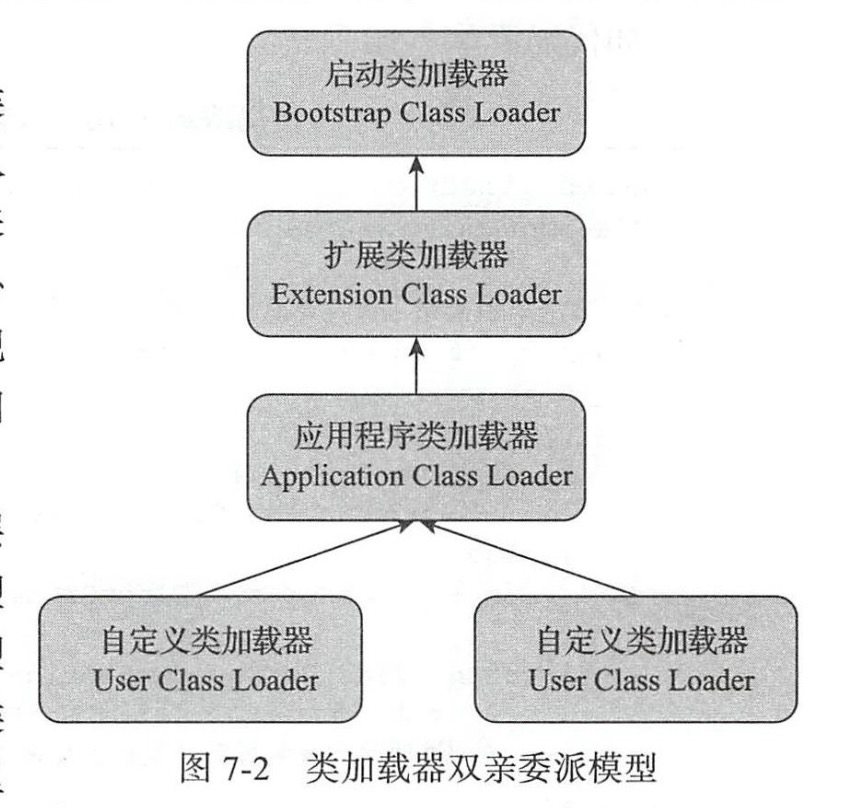 启动类加载器
Bootstrap Class Loader
扩展类加载器
Extension Class Loader
应用程序类加载器
Application Class Loader
自定义类加载器
User Class Loader
自定义类加载器
User Class Loader
图 7-2 类加载器双亲委派模型